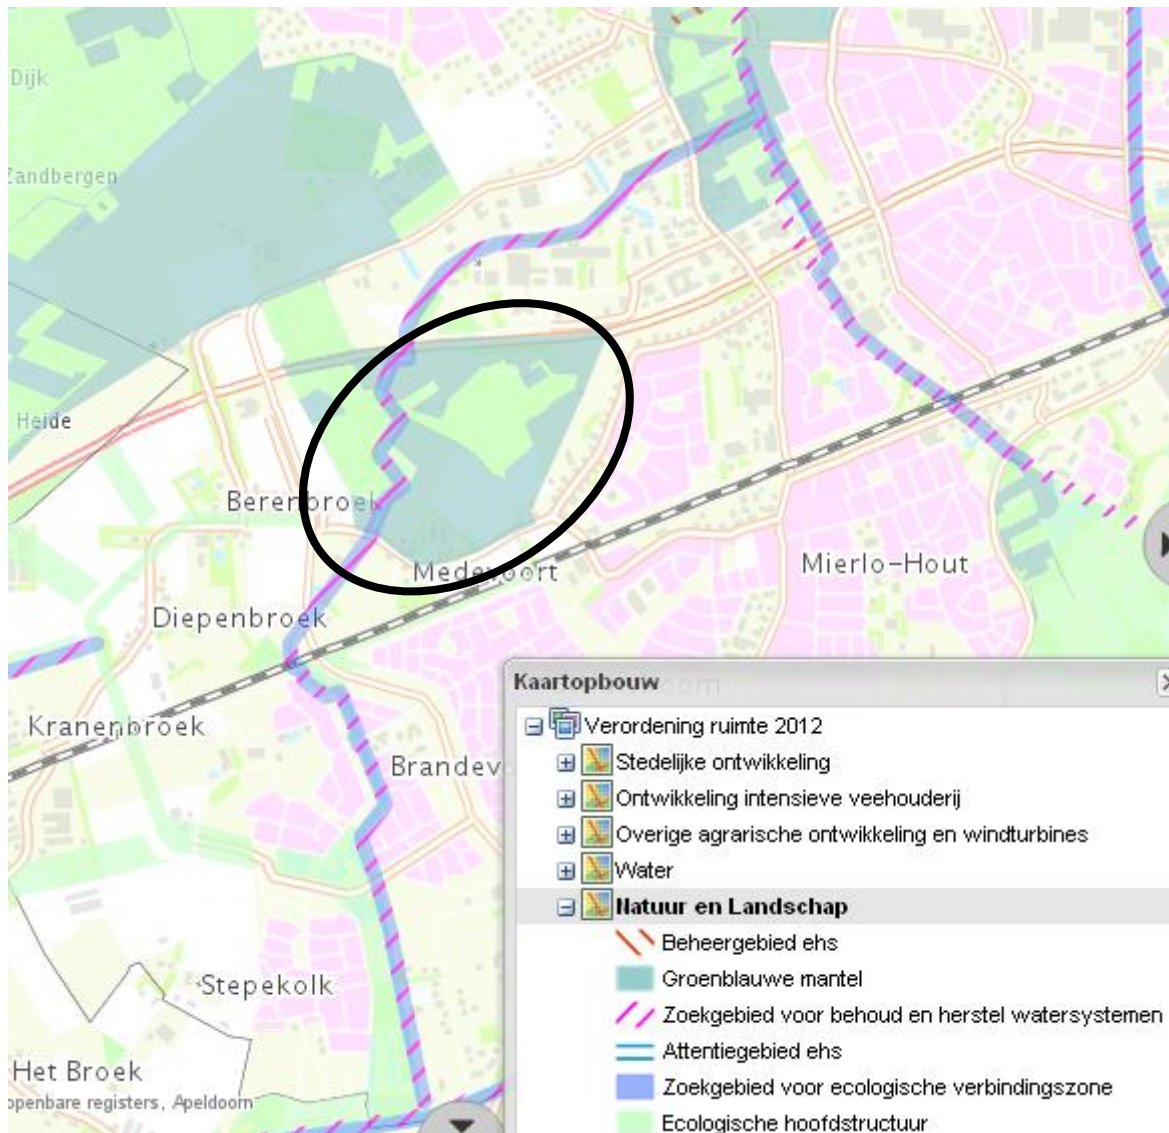 Dijk
Zandbergen
Heide
Berenbroek
Medevoort
Mierlo-Hout
Diepenbroek
Kranenbroek
Stepekolk
Het Broek
openbare registers, Apeldoorn
Kaartopbouw
Verordening ruimte 2012
Stedelijke ontwikkeling
Ontwikkeling intensieve veehouderij
Overige agrarische ontwikkeling en windturbines
Water
Natuur en Landschap
Beheergebied ehs
Groenblauwe mantel
Zoekgebied voor behoud en herstel watersystemen
Attentiegebied ehs
Zoekgebied voor ecologische verbindingszone
Ecologische hoofdstructuur